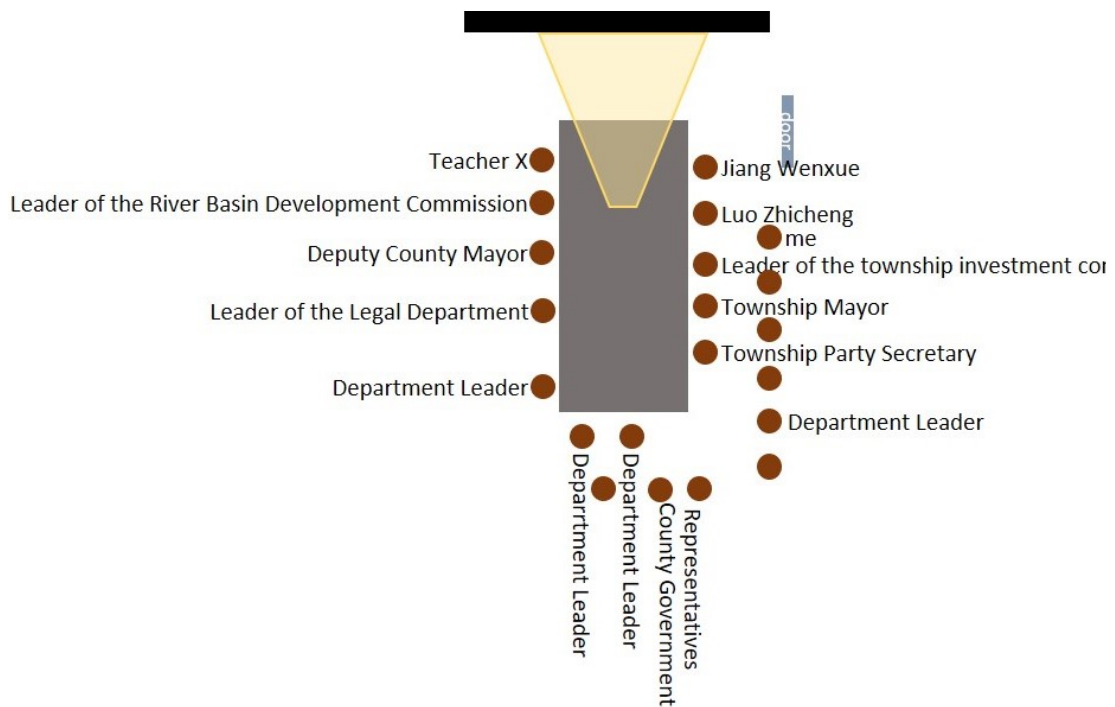 door
Teacher X
Jiang Wenxue
Leader of the River Basin Development Commission
Luo Zhicheng
me
Deputy County Mayor
Leader of the township investment
Leader of the Legal Department
Township Mayor
Township Party Secretary
Department Leader
Department Leader
Deparrtment Leader
Department Leader
County Government
Representatives